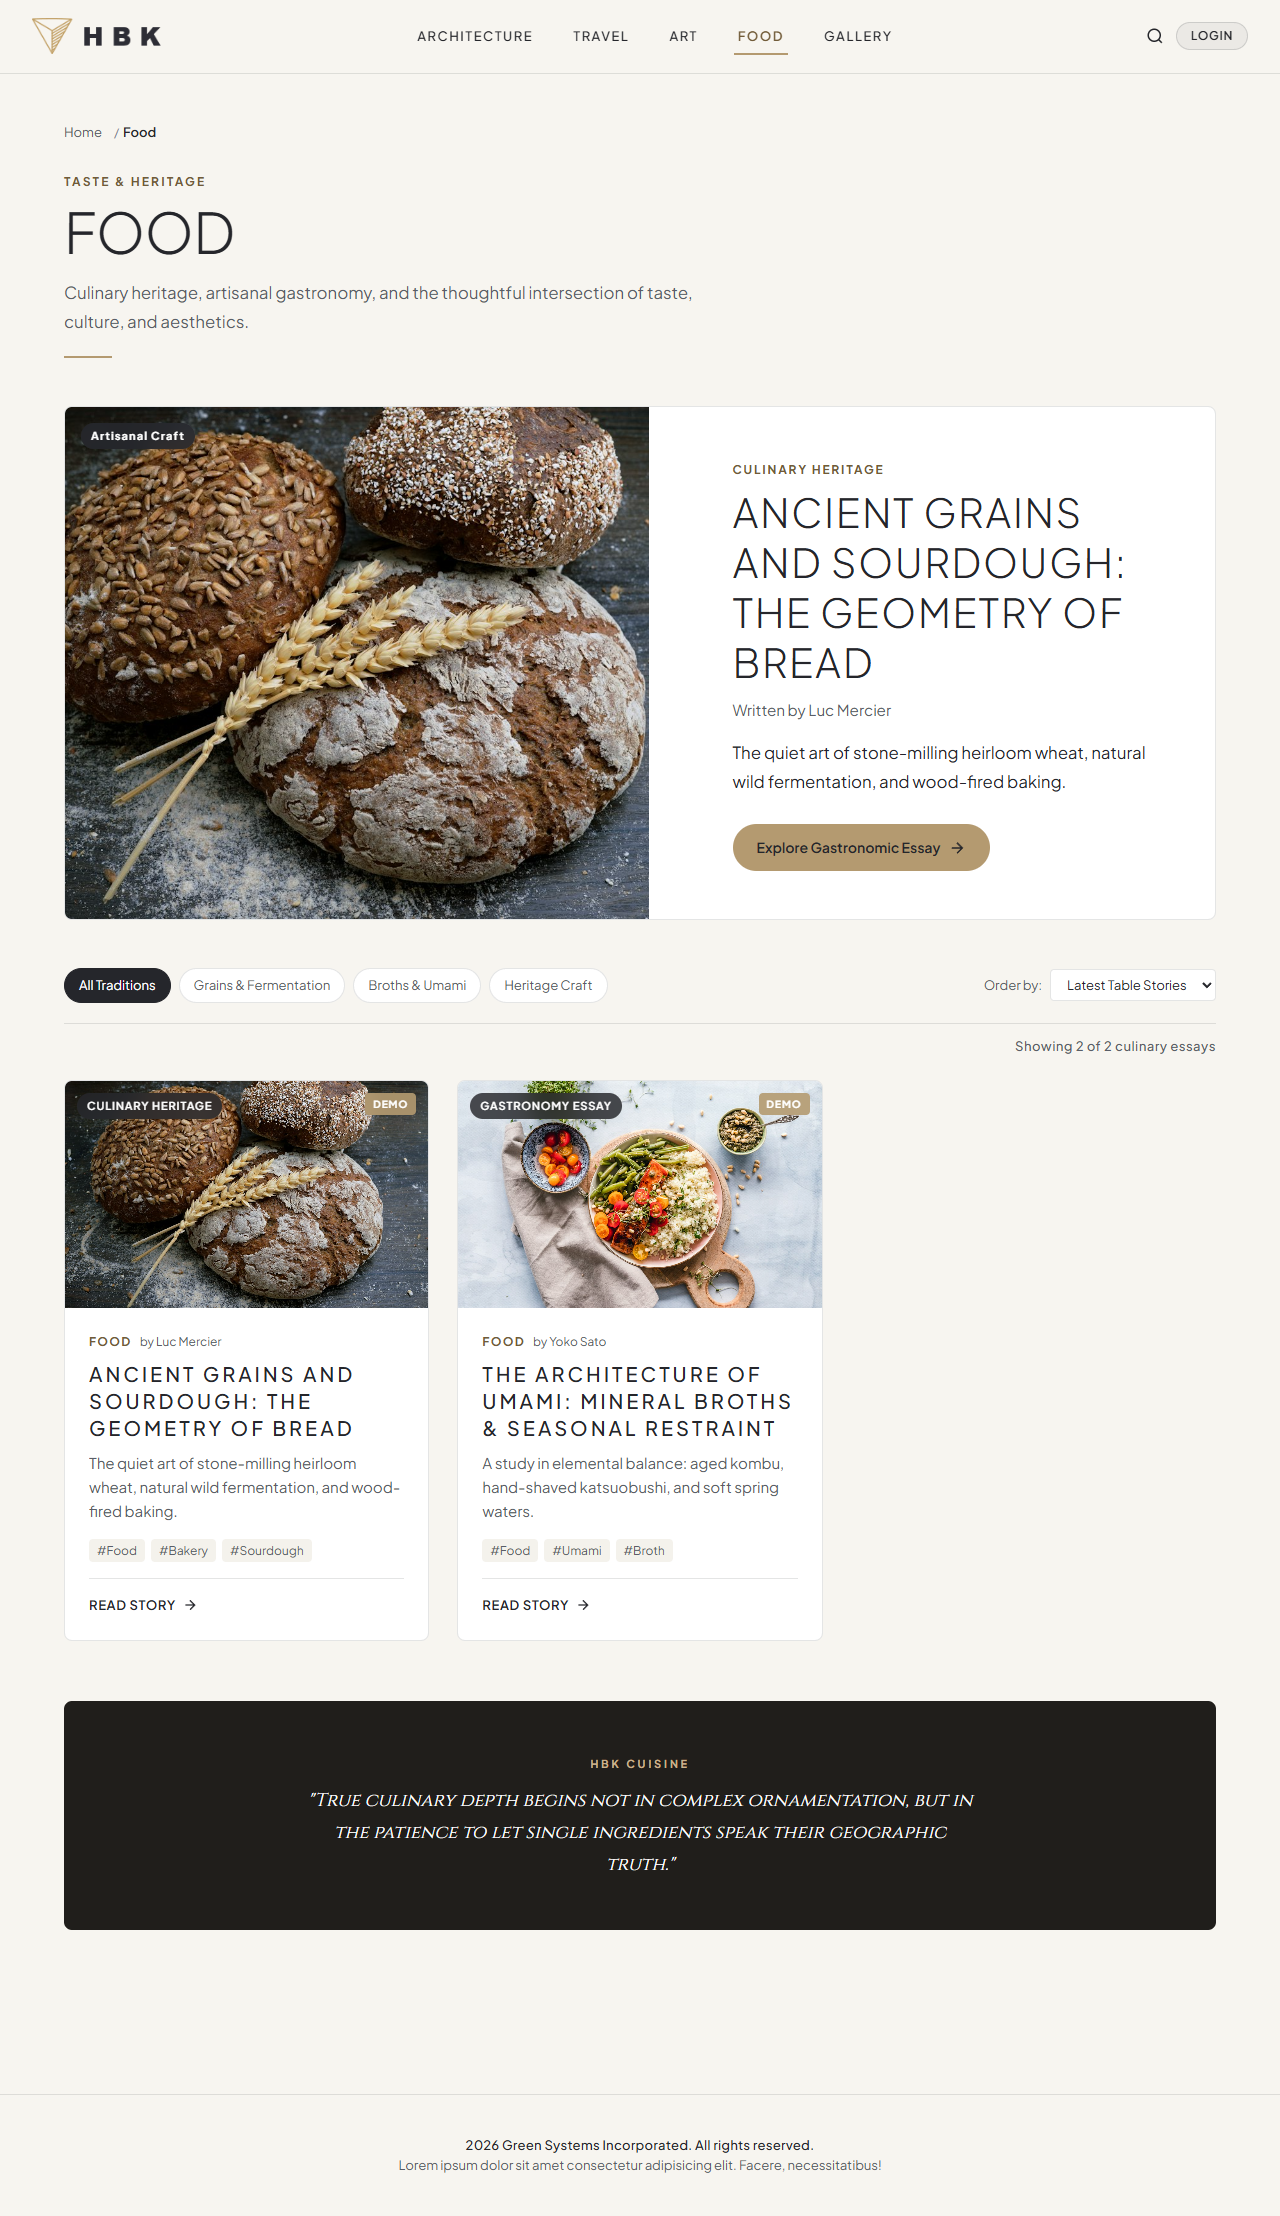 HBK
ARCHITECTURE TRAVEL ART FOOD GALLERY
LOGIN
Home / Food
TASTE & HERITAGE
FOOD
Culinary heritage, artisanal gastronomy, and the thoughtful intersection of taste,
culture, and aesthetics.
Artisanal Craft
CULINARY HERITAGE
ANCIENT GRAINS
AND SOURDOUGH:
THE GEOMETRY OF
BREAD
Written by Luc Mercier
The quiet art of stone-milling heirloom wheat, natural
wild fermentation, and wood-fired baking.
Explore Gastronomic Essay →
All Traditions Grains & Fermentation Broths & Umami Heritage Craft
Order by: Latest Table Stories
Showing 2 of 2 culinary essays
CULINARY HERITAGE
DEMO
FOOD by Luc Mercier
ANCIENT GRAINS AND
SOURDOUGH: THE
GEOMETRY OF BREAD
The quiet art of stone-milling heirloom
wheat, natural wild fermentation, and wood-
fired baking.
#Food #Bakery #Sourdough
READ STORY →
GASTRONOMY ESSAY
DEMO
FOOD by Yoko Sato
THE ARCHITECTURE OF
UMAMI: MINERAL BROTHS
& SEASONAL RESTRAINT
A study in elemental balance: aged kombu,
hand-shaved katsuobushi, and soft spring
waters.
#Food #Umami #Broth
READ STORY →
HBK CUISINE
"TRUE CULINARY DEPTH BEGINS NOT IN COMPLEX ORNAMENTATION, BUT IN
THE PATIENCE TO LET SINGLE INGREDIENTS SPEAK THEIR GEOGRAPHIC
TRUTH."
2026 Green Systems Incorporated. All rights reserved.
Lorem ipsum dolor sit amet consectetur adipisicing elit. Facere, necessitatibus!